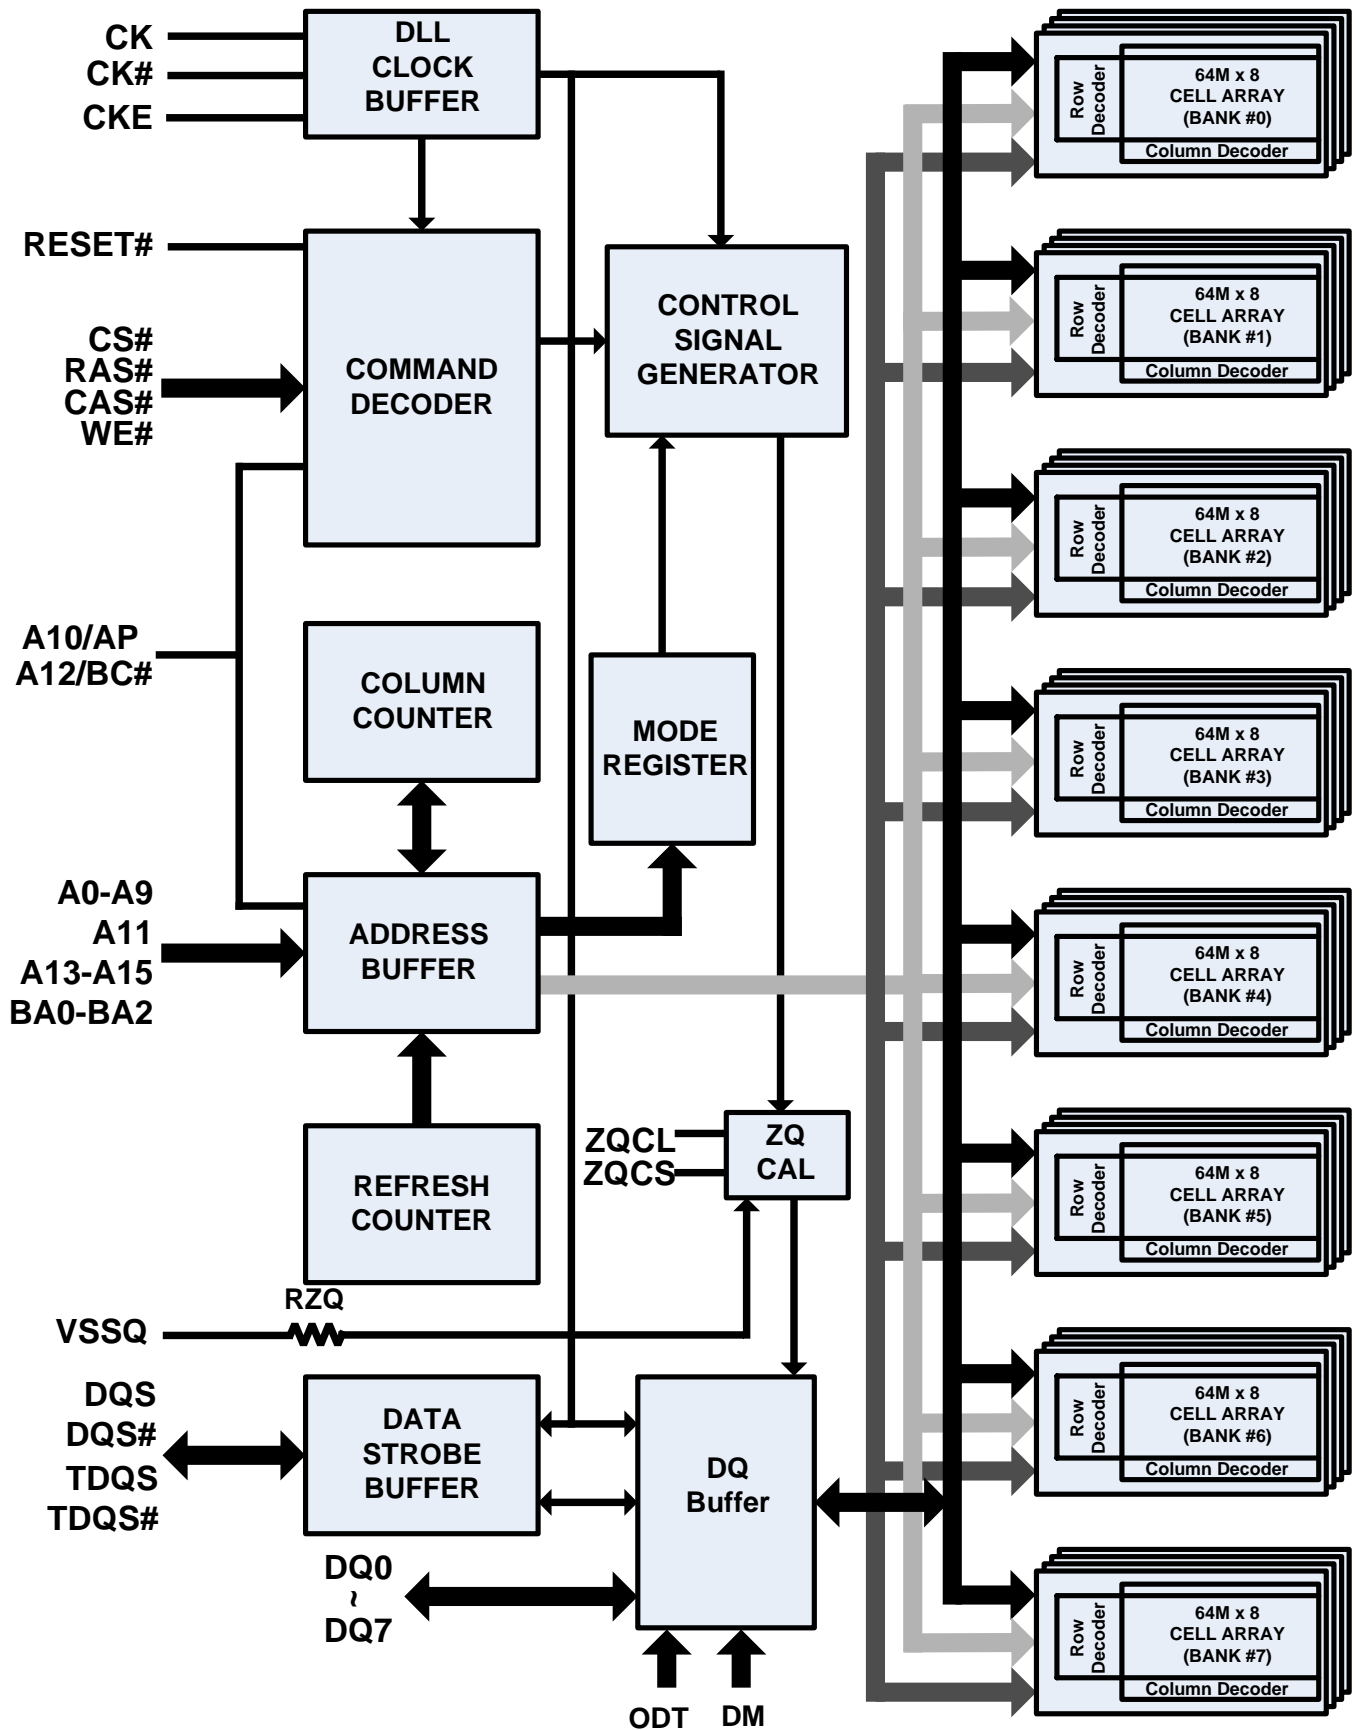 CK
CK#
CKE
DLL
CLOCK
BUFFER
RESET#
CS#
RAS#
CAS#
WE#
COMMAND
DECODER
CONTROL
SIGNAL
GENERATOR
A10/AP
A12/BC#
COLUMN
COUNTER
MODE
REGISTER
A0-A9
A11
A13-A15
BA0-BA2
ADDRESS
BUFFER
REFRESH
COUNTER
ZQCL
ZQCS
ZQ
CAL
RZQ
VSSQ
DQS
DQS#
TDQS
TDQS#
DATA
STROBE
BUFFER
DQ
Buffer
DQ0
~
DQ7
ODT
DM
Row
Decoder
64M x 8
CELL ARRAY
(BANK #0)
Column Decoder
Row
Decoder
64M x 8
CELL ARRAY
(BANK #1)
Column Decoder
Row
Decoder
64M x 8
CELL ARRAY
(BANK #2)
Column Decoder
Row
Decoder
64M x 8
CELL ARRAY
(BANK #3)
Column Decoder
Row
Decoder
64M x 8
CELL ARRAY
(BANK #4)
Column Decoder
Row
Decoder
64M x 8
CELL ARRAY
(BANK #5)
Column Decoder
Row
Decoder
64M x 8
CELL ARRAY
(BANK #6)
Column Decoder
Row
Decoder
64M x 8
CELL ARRAY
(BANK #7)
Column Decoder